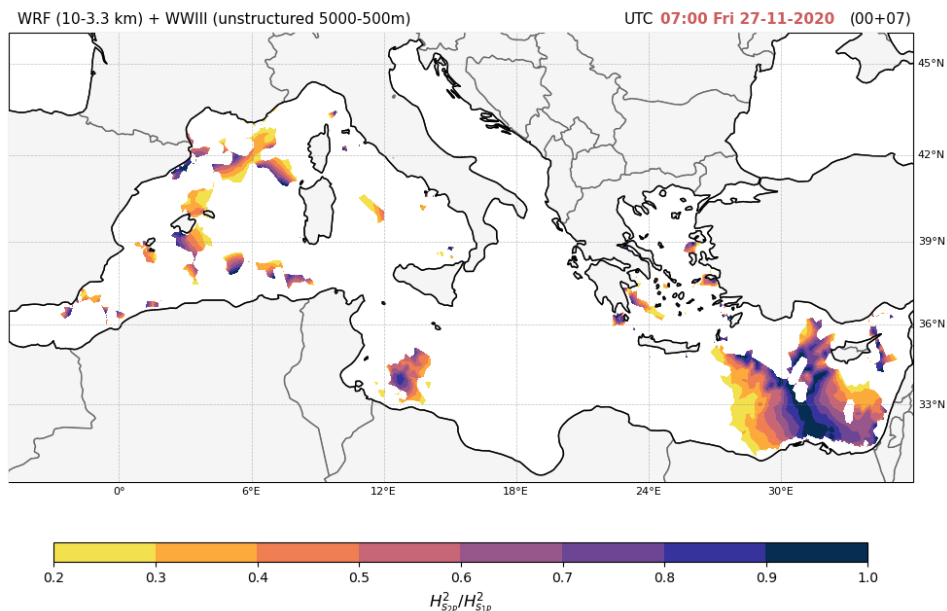 WRF (10-3.3 km) + WWIII (unstructured 5000-500m) UTC 07:00 Fri 27-11-2020 (00+07)
45°N
42°N
39°N
36°N
33°N
0° 6°E 12°E 18°E 24°E 30°E
0.2 0.3 0.4 0.5 0.6 0.7 0.8 0.9 1.0
H²s2p/H²s1p